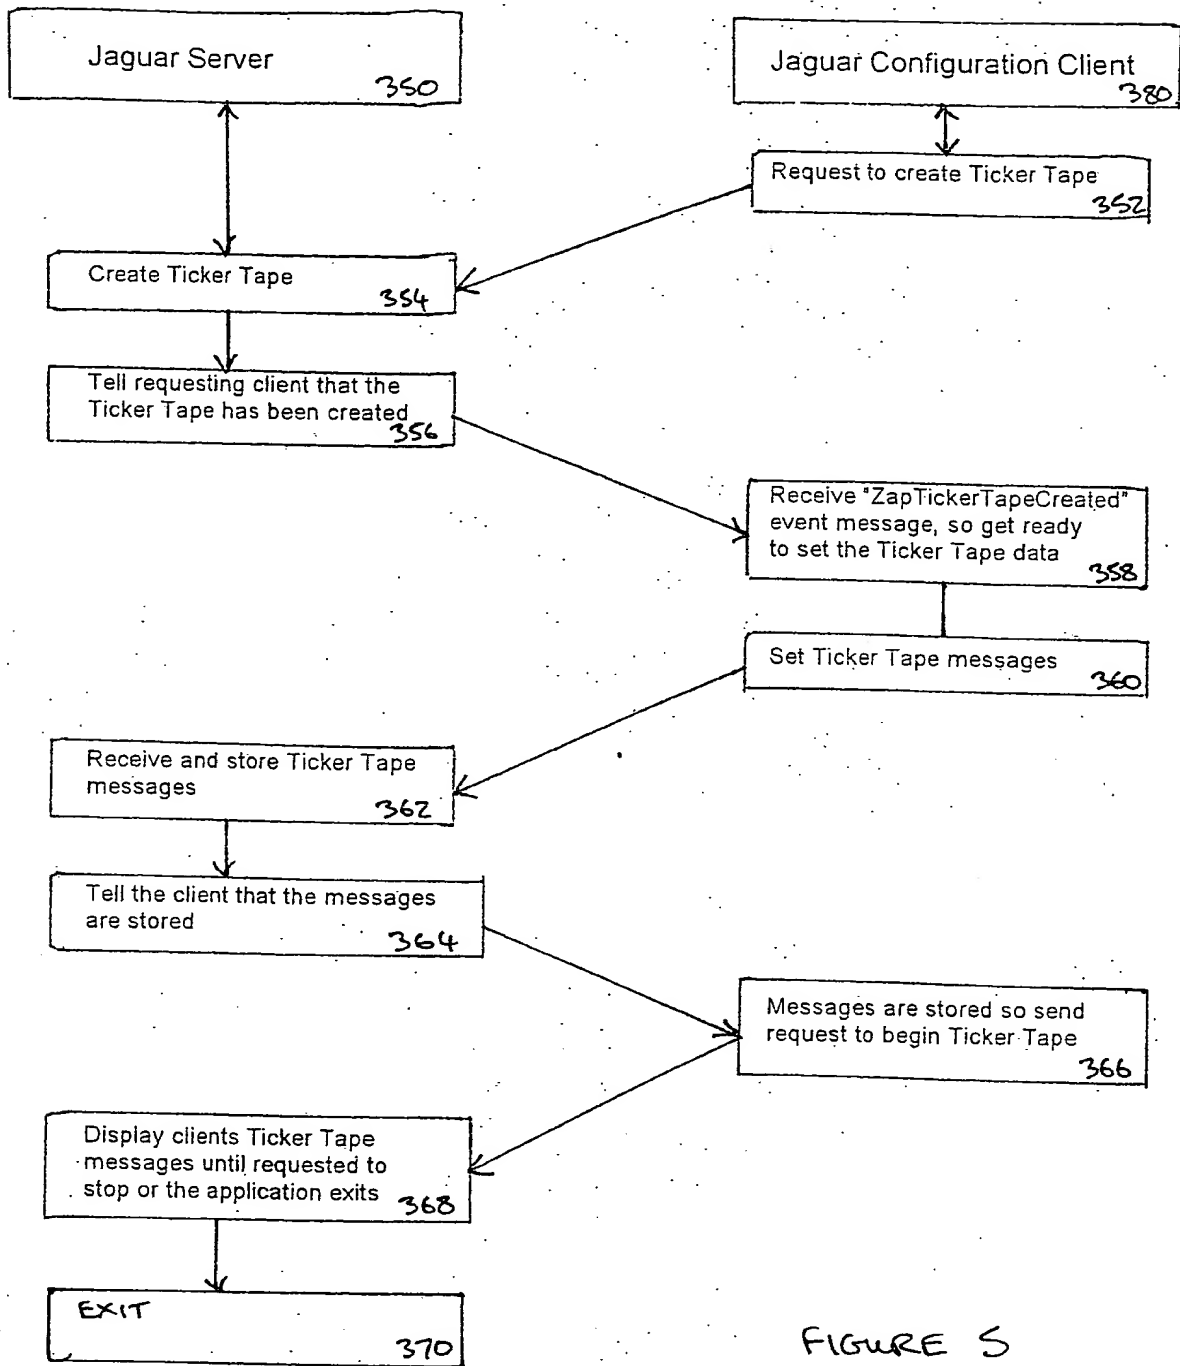 Jaguar Server
350
Jaguar Configuration Client
380
Request to create Ticker Tape
352
Create Ticker Tape
354
Tell requesting client that the
Ticker Tape has been created
356
Receive "ZapTickerTapeCreated"
event message, so get ready
to set the Ticker Tape data
358
Set Ticker Tape messages
360
Receive and store Ticker Tape
messages
362
Tell the client that the messages
are stored
364
Messages are stored so send
request to begin Ticker Tape
366
Display clients Ticker Tape
messages until requested to
stop or the application exits
368
EXIT
370
FIGURE 5